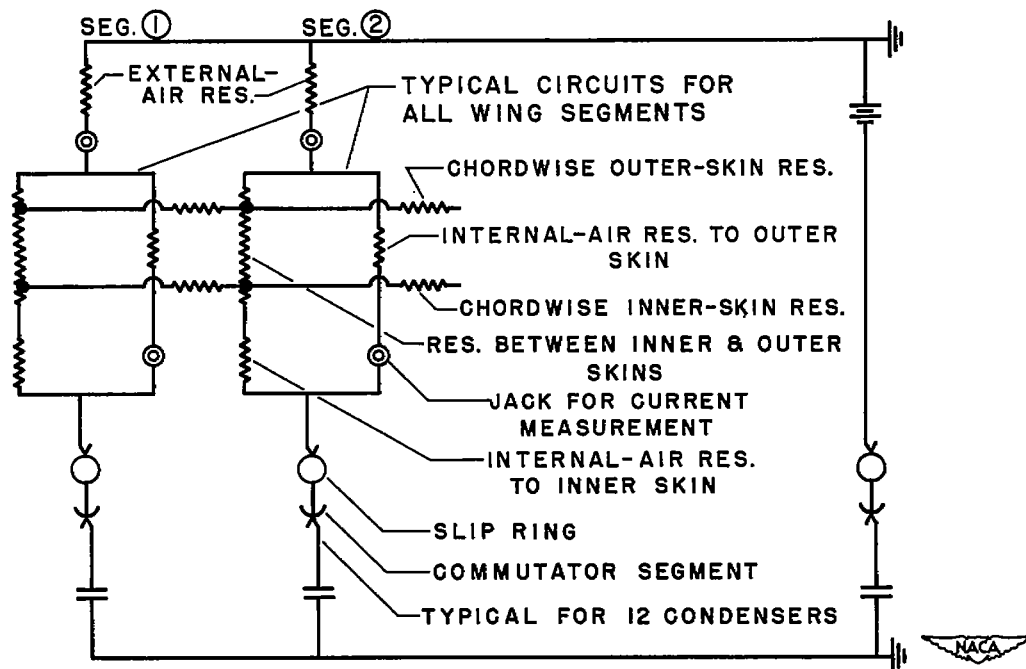 SEG. 1
SEG. 2
EXTERNAL-
AIR RES.
TYPICAL CIRCUITS FOR
ALL WING SEGMENTS
CHORDWISE OUTER-SKIN RES.
INTERNAL-AIR RES. TO OUTER
SKIN
CHORDWISE INNER-SKIN RES.
RES. BETWEEN INNER & OUTER
SKINS
JACK FOR CURRENT
MEASUREMENT
INTERNAL-AIR RES.
TO INNER SKIN
SLIP RING
COMMUTATOR SEGMENT
TYPICAL FOR 12 CONDENSERS
NACA